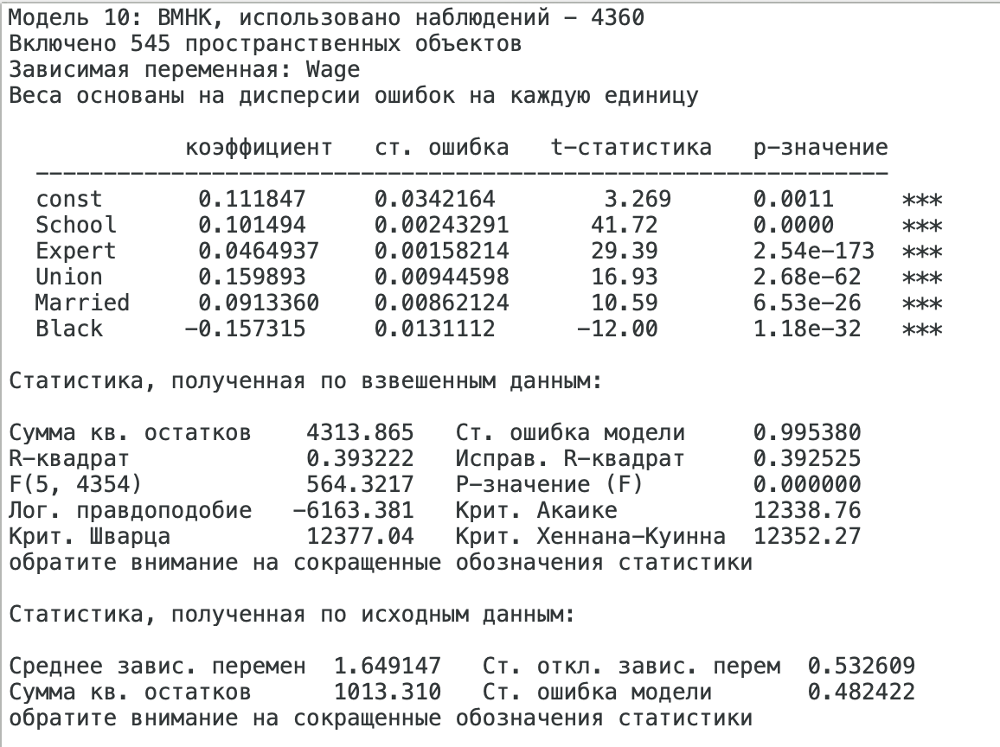 Модель 10: ВМНК, использовано наблюдений - 4360
Включено 545 пространственных объектов
Зависимая переменная: Wage
Веса основаны на дисперсии ошибок на каждую единицу
коэффициент ст. ошибка t-статистика p-значение
---------------------------------------------------------------
const 0.111847 0.0342164 3.269 0.0011 ***
School 0.101494 0.00243291 41.72 0.0000 ***
Expert 0.0464937 0.00158214 29.39 2.54e-173 ***
Union 0.159893 0.00944598 16.93 2.68e-62 ***
Married 0.0913360 0.00862124 10.59 6.53e-26 ***
Black -0.157315 0.0131112 -12.00 1.18e-32 ***
Статистика, полученная по взвешенным данным:
Сумма кв. остатков 4313.865 Ст. ошибка модели 0.995380
R-квадрат 0.393222 Исправ. R-квадрат 0.392525
F(5, 4354) 564.3217 Р-значение (F) 0.000000
Лог. правдоподобие -6163.381 Крит. Акаике 12338.76
Крит. Шварца 12377.04 Крит. Хеннана-Куинна 12352.27
обратите внимание на сокращенные обозначения статистики
Статистика, полученная по исходным данным:
Среднее завис. перемен 1.649147 Ст. откл. завис. перем 0.532609
Сумма кв. остатков 1013.310 Ст. ошибка модели 0.482422
обратите внимание на сокращенные обозначения статистики